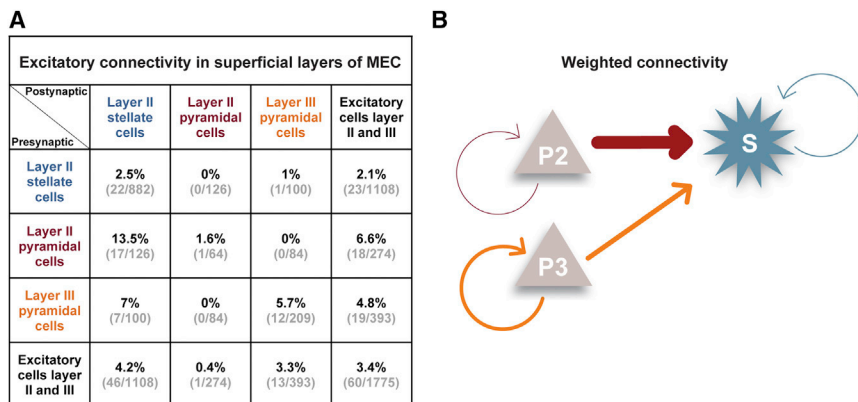 A
B
Excitatory connectivity in superficial layers of MEC
Postynaptic
Presynaptic
Layer II
stellate
cells
Layer II
pyramidal
cells
Layer III
pyramidal
cells
Excitatory
cells layer
II and III
Layer II
stellate
cells
2.5%
(22/882)
0%
(0/126)
1%
(1/100)
2.1%
(23/1108)
Layer II
pyramidal
cells
13.5%
(17/126)
1.6%
(1/64)
0%
(0/84)
6.6%
(18/274)
Layer III
pyramidal
cells
7%
(7/100)
0%
(0/84)
5.7%
(12/209)
4.8%
(19/393)
Excitatory
cells layer
II and III
4.2%
(46/1108)
0.4%
(1/274)
3.3%
(13/393)
3.4%
(60/1775)
Weighted connectivity
P2
S
P3